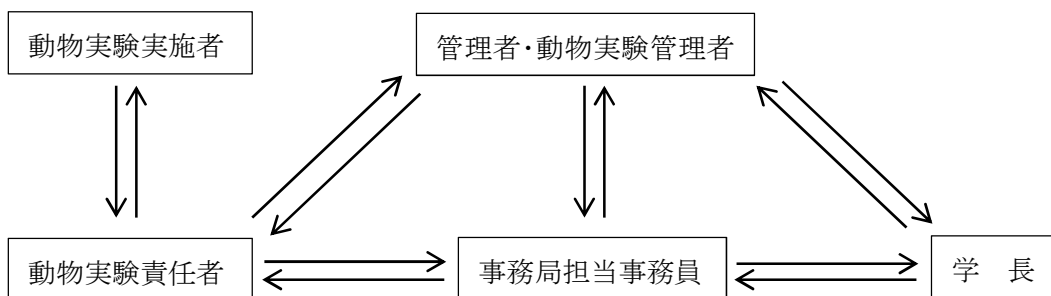 動物実験実施者
管理者・動物実験管理者
動物実験責任者
事務局担当事務員
学　長